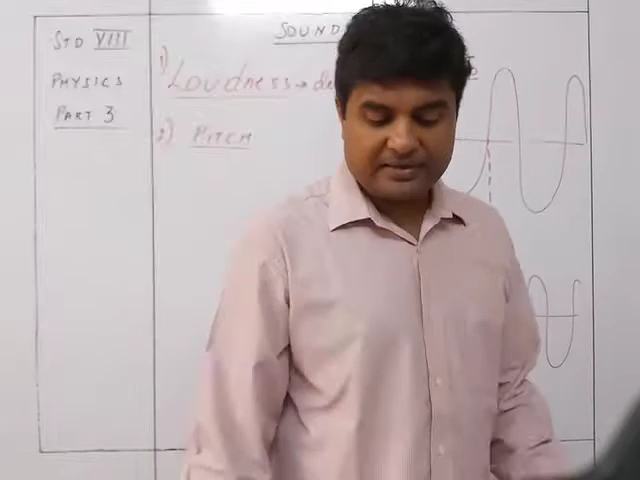 SOUND
STD VIII
PHYSICS
PART 3
1) Loudness → de
2) PITCH